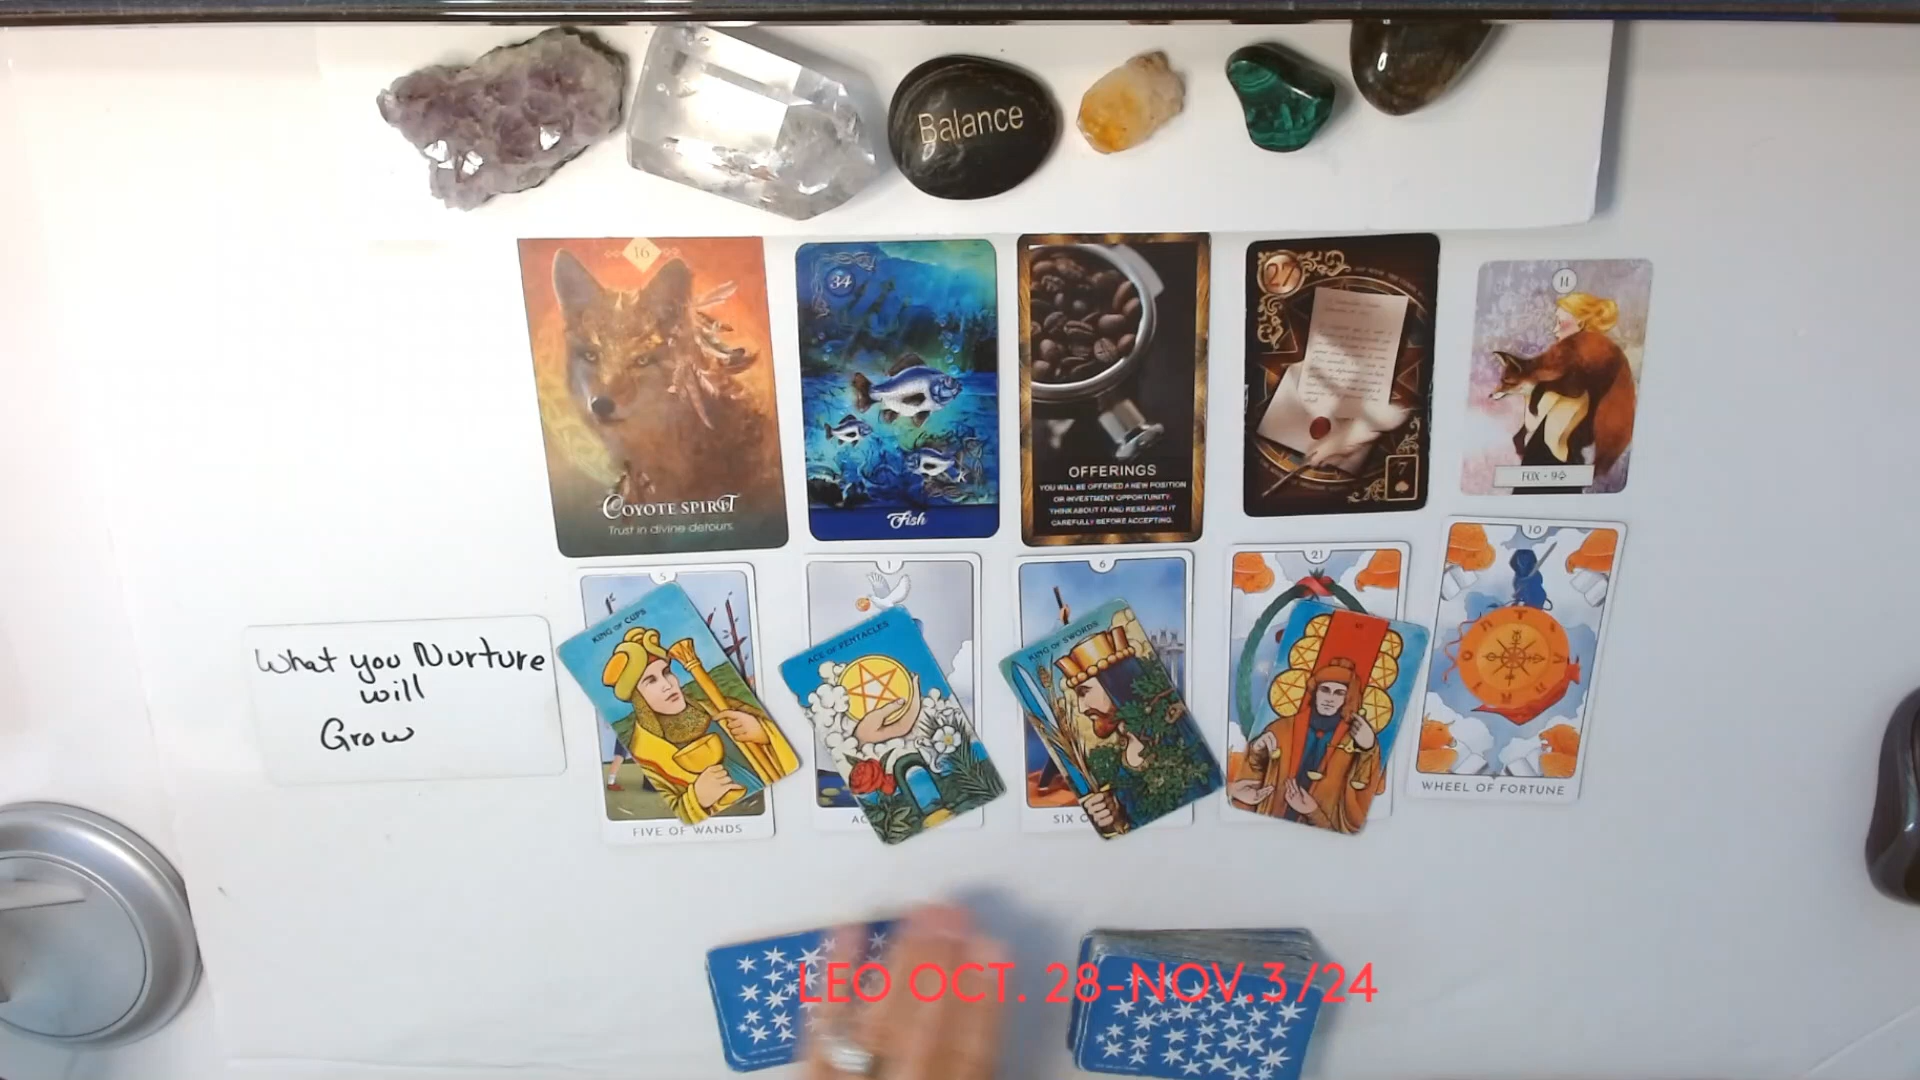 Balance
16
COYOTE SPIRIT
Trust in divine detours
34
Fish
OFFERINGS
YOU WILL BE OFFERED A NEW POSITION
OR INVESTMENT OPPORTUNITY.
THINK ABOUT IT AND RESEARCH IT
CAREFULLY BEFORE ACCEPTING.
27
7
FOX • 9
What you Nurture
will
Grow
5
KING OF CUPS
FIVE OF WANDS
1
ACE OF PENTACLES
AC
6
KING OF SWORDS
SIX O
21
10
WHEEL OF FORTUNE
LEO OCT. 28-NOV.3/24